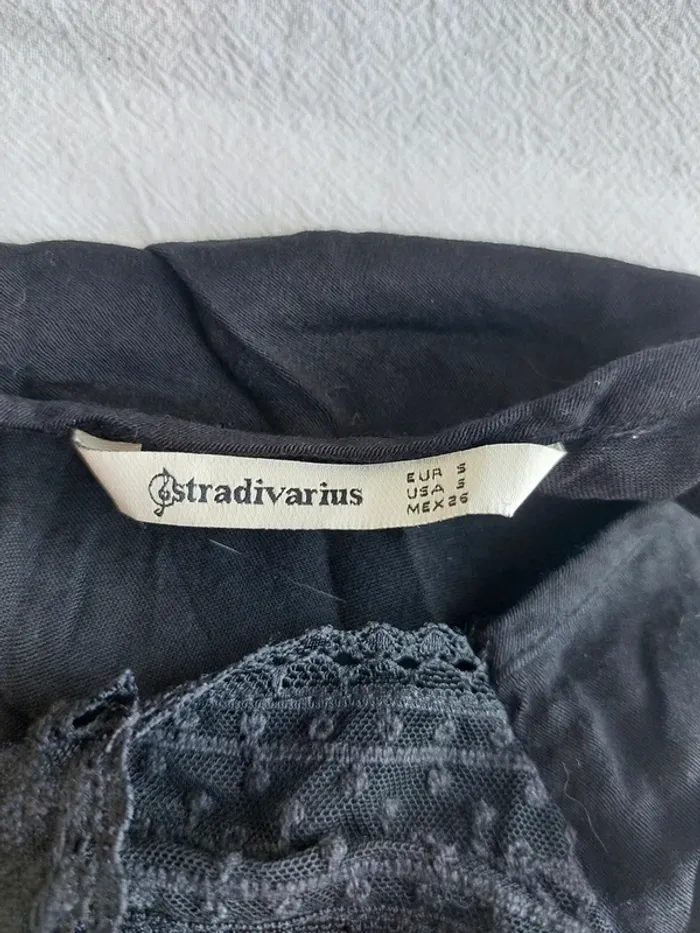 stradivarius
EUR S
USA S
MEX 26